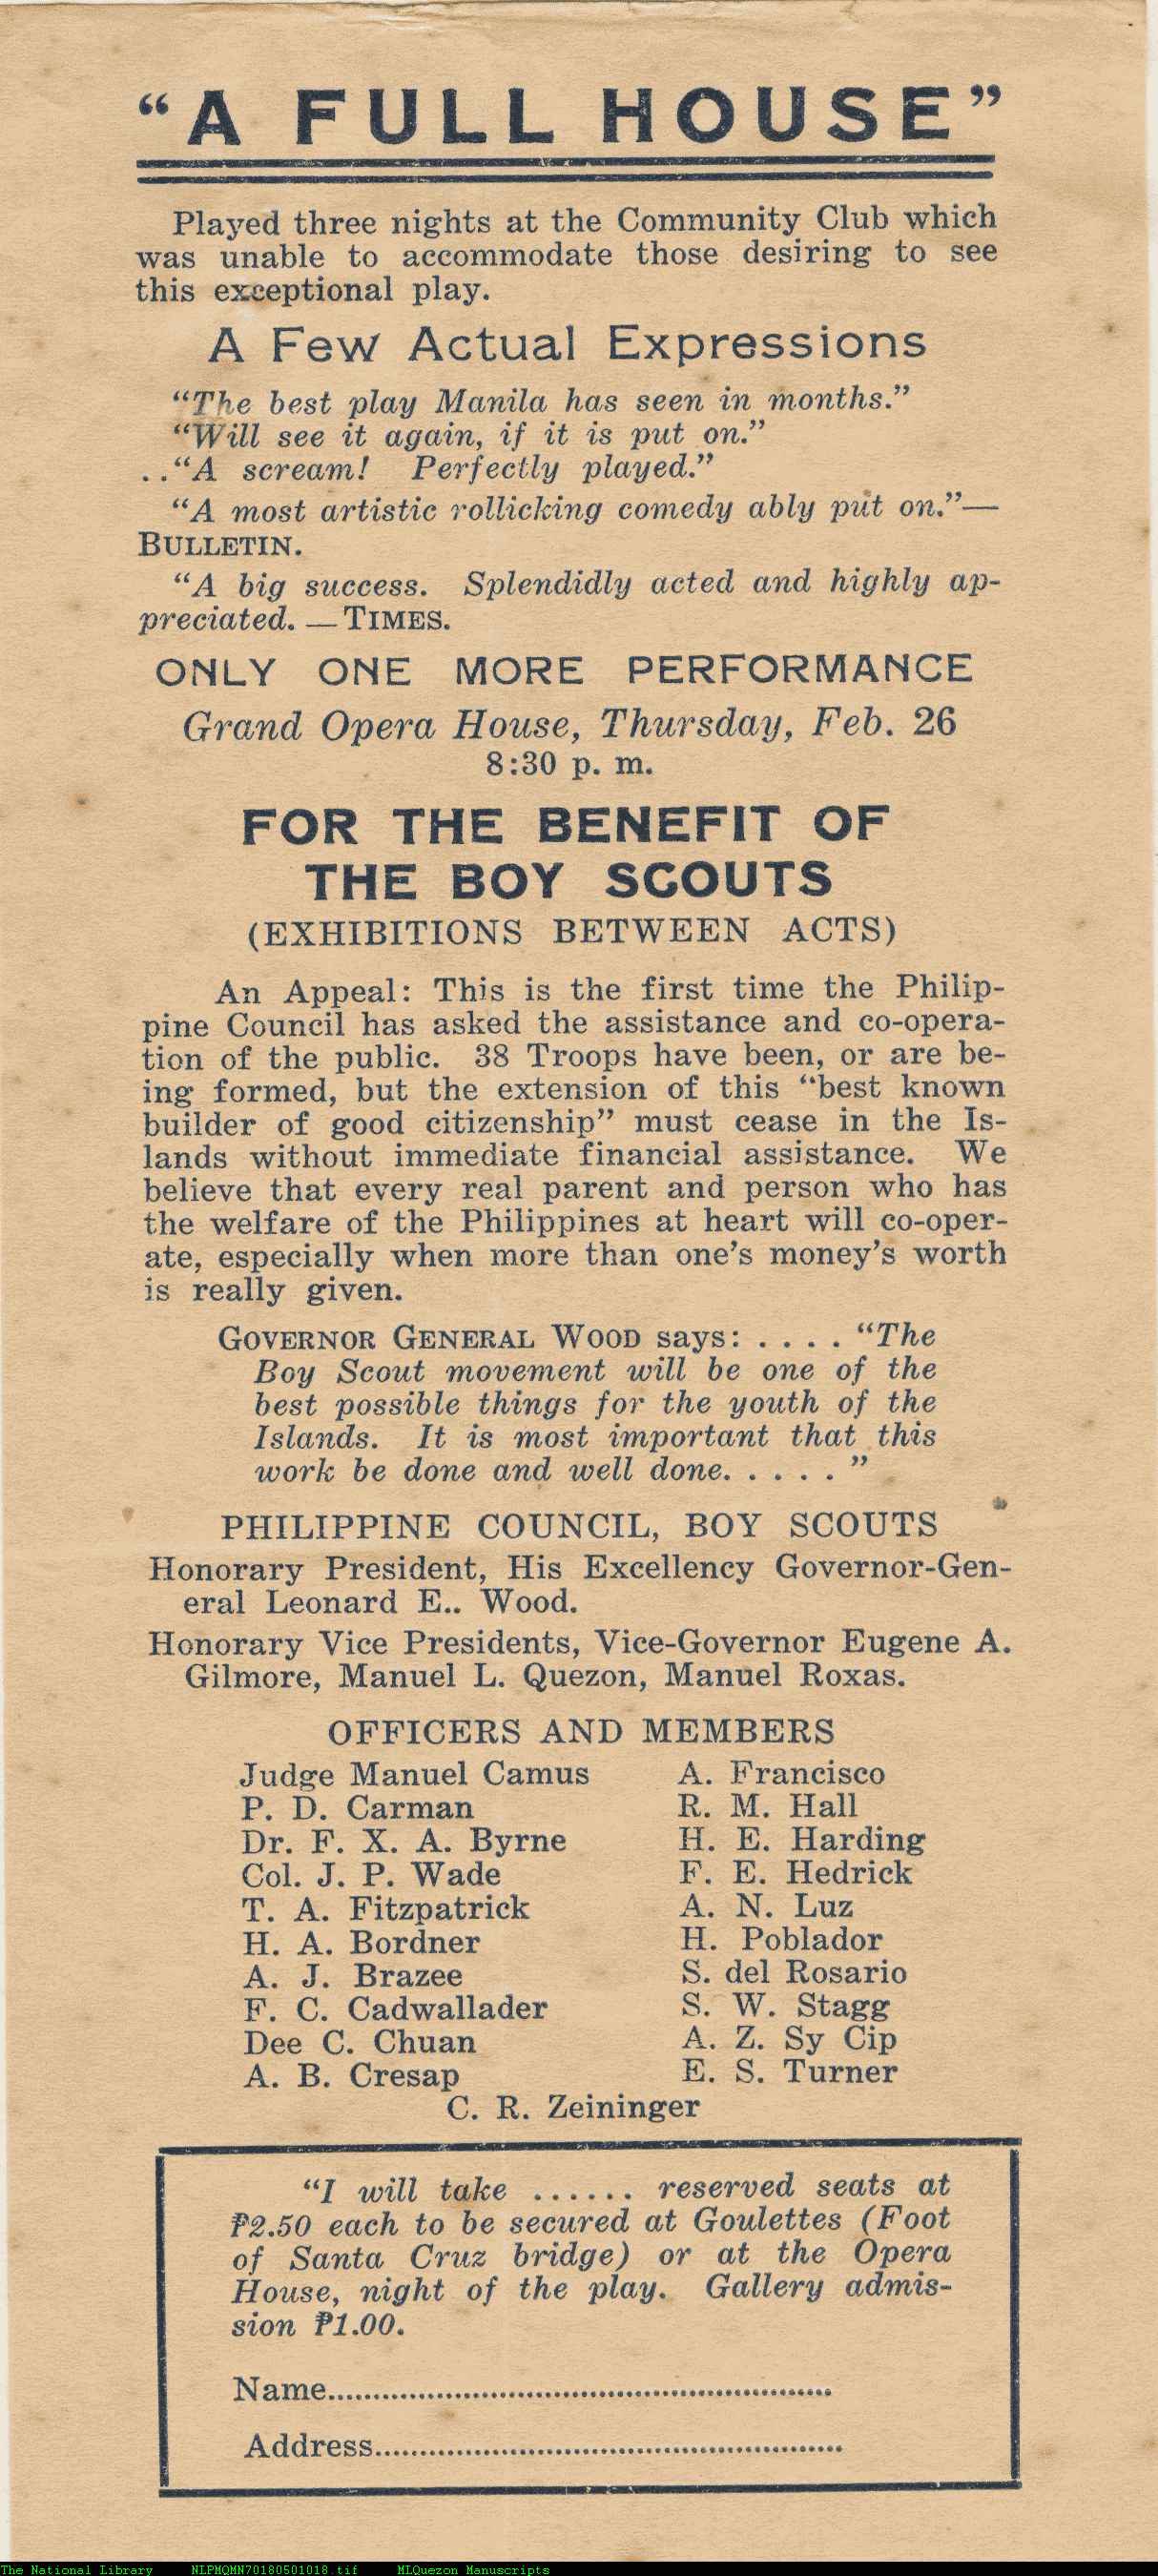 “A FULL HOUSE”
Played three nights at the Community Club which
was unable to accommodate those desiring to see
this exceptional play.
A Few Actual Expressions
“The best play Manila has seen in months.”
“Will see it again, if it is put on.”
..“A scream! Perfectly played.”
“A most artistic rollicking comedy ably put on.”—
BULLETIN.
“A big success. Splendidly acted and highly ap-
preciated. — TIMES.
ONLY ONE MORE PERFORMANCE
Grand Opera House, Thursday, Feb. 26
8:30 p. m.
FOR THE BENEFIT OF
THE BOY SCOUTS
(EXHIBITIONS BETWEEN ACTS)
An Appeal: This is the first time the Philip-
pine Council has asked the assistance and co-opera-
tion of the public. 38 Troops have been, or are be-
ing formed, but the extension of this “best known
builder of good citizenship” must cease in the Is-
lands without immediate financial assistance. We
believe that every real parent and person who has
the welfare of the Philippines at heart will co-oper-
ate, especially when more than one’s money’s worth
is really given.
GOVERNOR GENERAL WOOD says: . . . . “The
Boy Scout movement will be one of the
best possible things for the youth of the
Islands. It is most important that this
work be done and well done. . . . . ”
PHILIPPINE COUNCIL, BOY SCOUTS
Honorary President, His Excellency Governor-Gen-
eral Leonard E.. Wood.
Honorary Vice Presidents, Vice-Governor Eugene A.
Gilmore, Manuel L. Quezon, Manuel Roxas.
OFFICERS AND MEMBERS
Judge Manuel Camus
P. D. Carman
Dr. F. X. A. Byrne
Col. J. P. Wade
T. A. Fitzpatrick
H. A. Bordner
A. J. Brazee
F. C. Cadwallader
Dee C. Chuan
A. B. Cresap
A. Francisco
R. M. Hall
H. E. Harding
F. E. Hedrick
A. N. Luz
H. Poblador
S. del Rosario
S. W. Stagg
A. Z. Sy Cip
E. S. Turner
C. R. Zeininger
“I will take ...... reserved seats at
₱2.50 each to be secured at Goulettes (Foot
of Santa Cruz bridge) or at the Opera
House, night of the play. Gallery admis-
sion ₱1.00.
Name........................................................
Address....................................................
The National Library NLPMQMN70180501018.tif MLQuezon Manuscripts